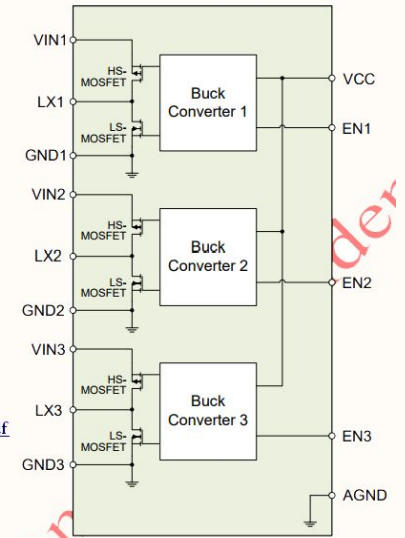 VIN1
HS-
MOSFET
LX1
LS-
MOSFET
GND1
Buck
Converter 1
VCC
EN1
VIN2
HS-
MOSFET
LX2
LS-
MOSFET
GND2
Buck
Converter 2
EN2
VIN3
HS-
MOSFET
LX3
LS-
MOSFET
GND3
Buck
Converter 3
EN3
AGND
der